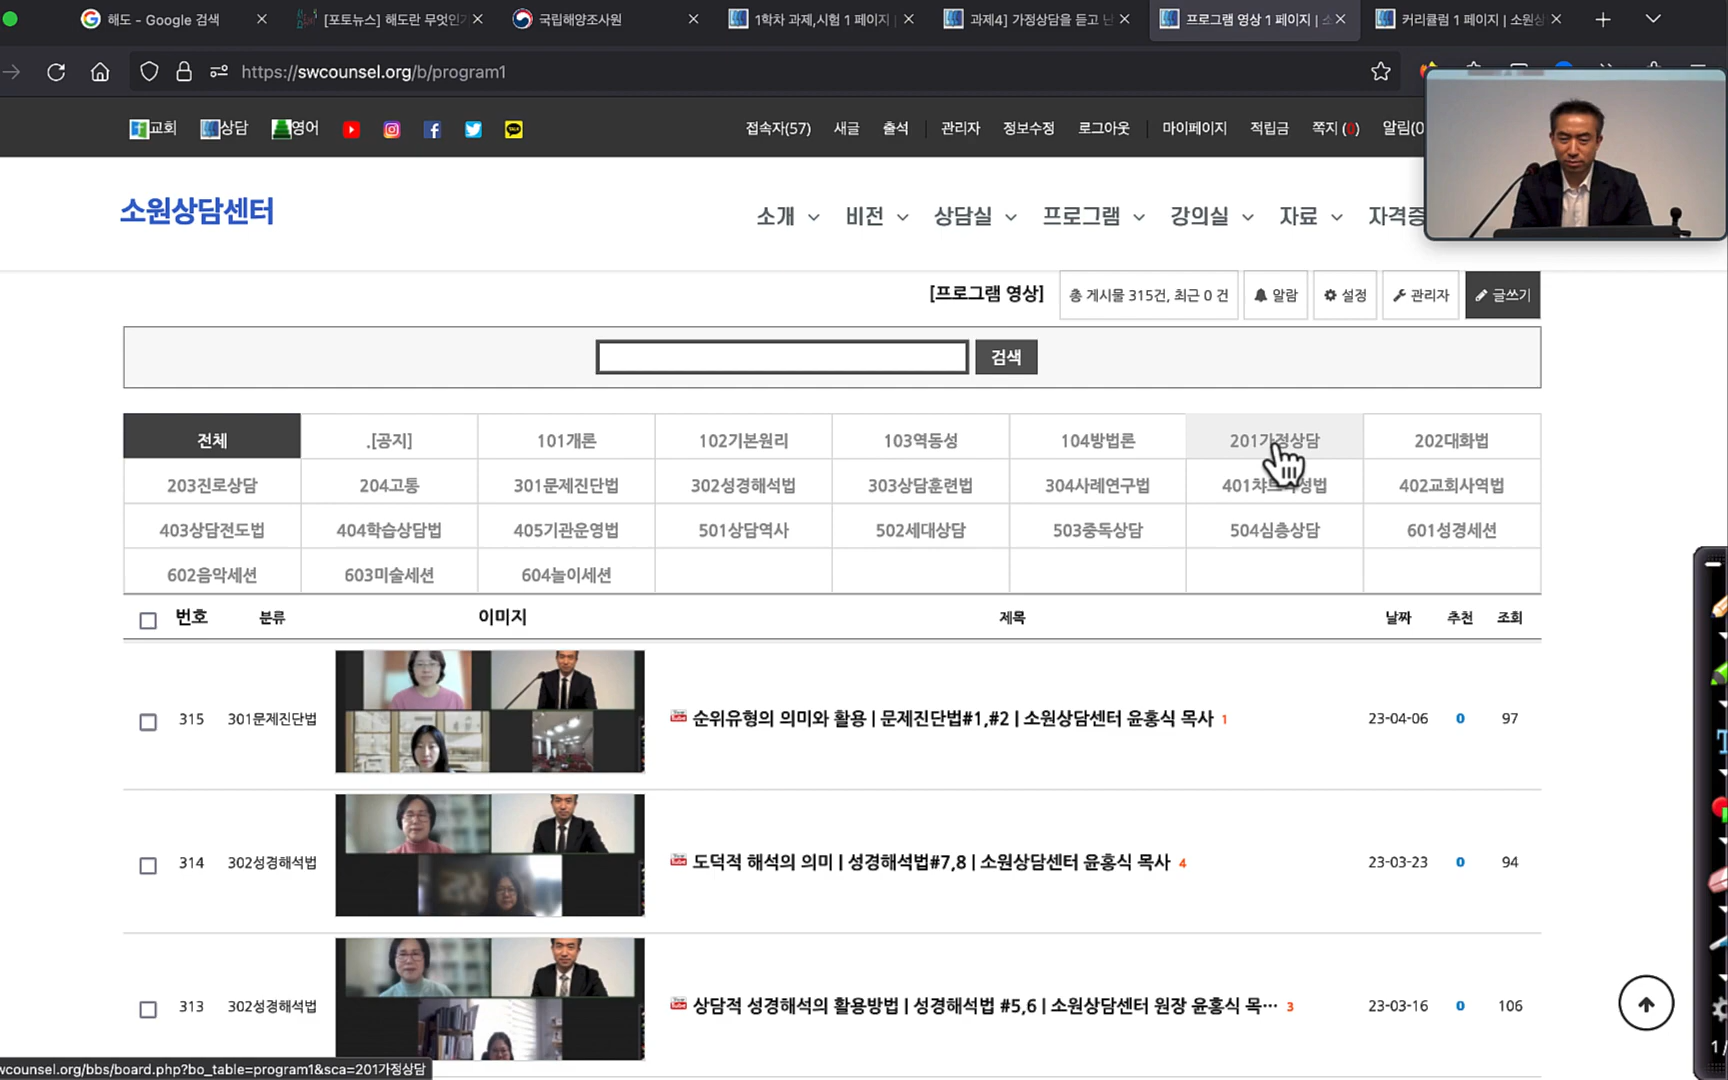 해도 - Google 검색
[포토뉴스] 해도란 무엇인가
국립해양조사원
1학차 과제,시험 1 페이지 |
과제4] 가정상담을 듣고 난
프로그램 영상 1 페이지 | 소
커리큘럼 1 페이지 | 소원상
https://swcounsel.org/b/program1
교회
상담
영어
접속자(57)
새글
출석
관리자
정보수정
로그아웃
마이페이지
적립금
쪽지 (0)
알림(0
소원상담센터
소개
비전
상담실
프로그램
강의실
자료
자격증
[프로그램 영상]
총 게시물 315건, 최근 0 건
알람
설정
관리자
글쓰기
검색
전체
.[공지]
101개론
102기본원리
103역동성
104방법론
201가정상담
202대화법
203진로상담
204고통
301문제진단법
302성경해석법
303상담훈련법
304사례연구법
402교회사역법
403상담전도법
404학습상담법
405기관운영법
501상담역사
502세대상담
503중독상담
504심층상담
601성경세션
602음악세션
603미술세션
604놀이세션
번호
분류
이미지
제목
날짜
추천
조회
315
301문제진단법
순위유형의 의미와 활용 | 문제진단법#1,#2 | 소원상담센터 윤홍식 목사 1
23-04-06
0
97
314
302성경해석법
도덕적 해석의 의미 | 성경해석법#7,8 | 소원상담센터 윤홍식 목사 4
23-03-23
0
94
313
302성경해석법
상담적 성경해석의 활용방법 | 성경해석법 #5,6 | 소원상담센터 원장 윤홍식 목… 3
23-03-16
0
106
wcounsel.org/bbs/board.php?bo_table=program1&sca=201가정상담